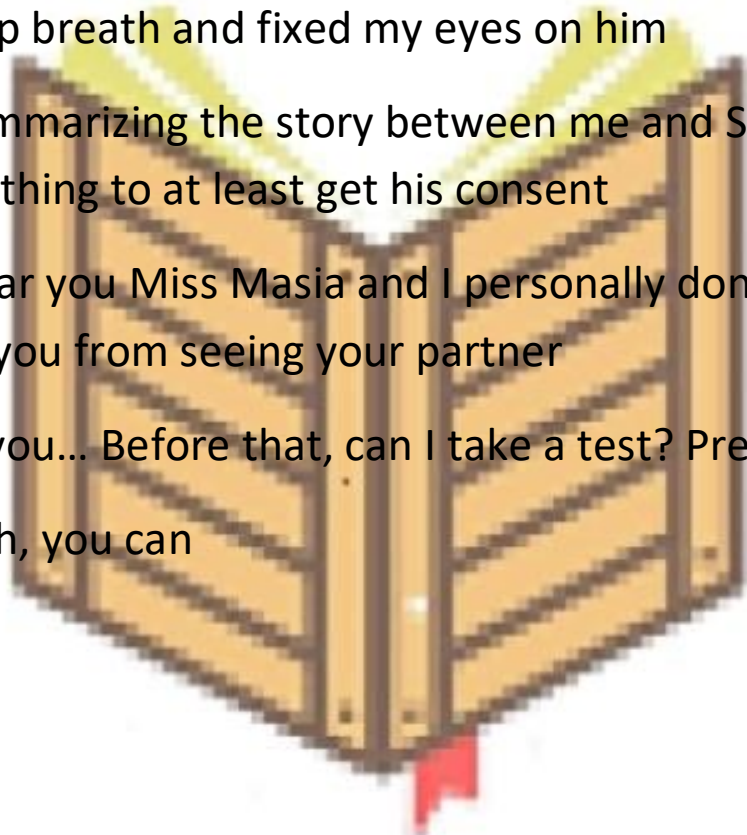 p breath and fixed my eyes on him
mmarizing the story between me and S
thing to at least get his consent
ar you Miss Masia and I personally don
you from seeing your partner
you... Before that, can I take a test? Pre
h, you can